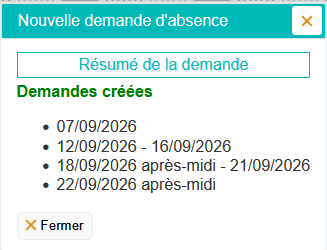 Nouvelle demande d'absence
Résumé de la demande
Demandes créées
07/09/2026
12/09/2026 - 16/09/2026
18/09/2026 après-midi - 21/09/2026
22/09/2026 après-midi
Fermer